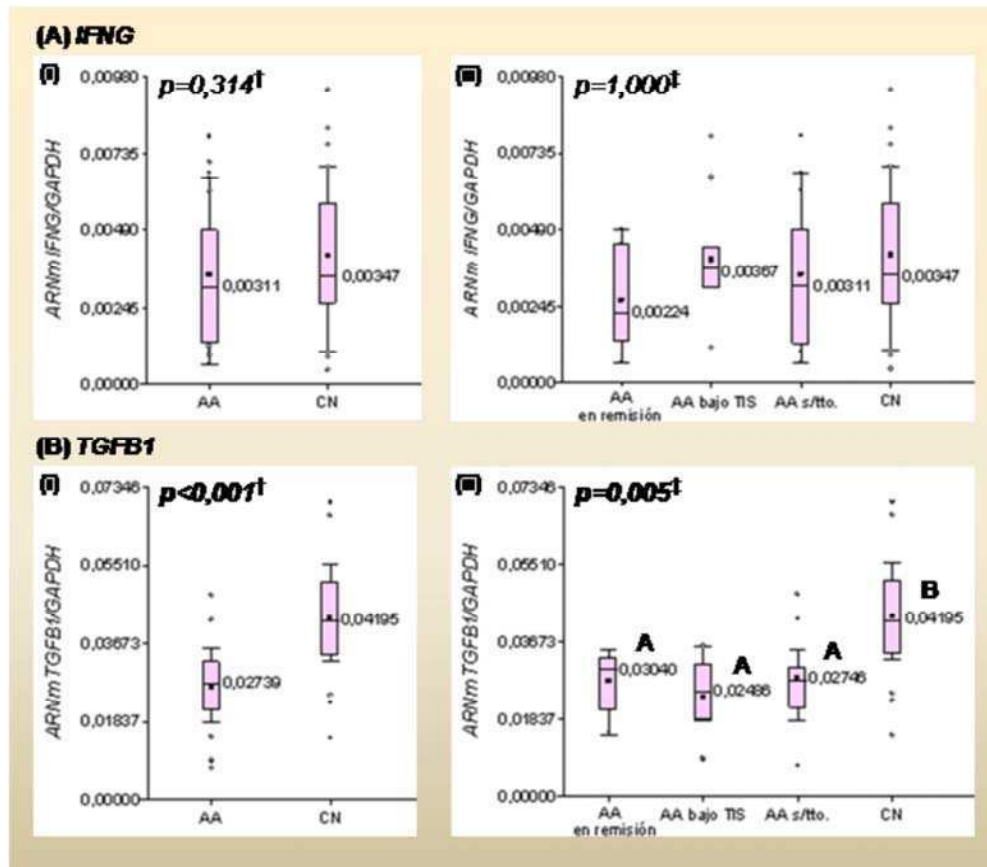 (A) IFNG
(i)
p=0,314†
ARNm IFNG/GAPDH
0,00980
0,00735
0,00490
0,00245
0,00000
0,00311
0,00347
AA
CN
(ii)
p=1,000‡
ARNm IFNG/GAPDH
0,00980
0,00735
0,00490
0,00245
0,00000
0,00224
0,00367
0,00311
0,00347
AA
en remisión
AA bajo TIS
AA s/tto.
CN
(B) TGFB1
(i)
p<0,001†
ARNm TGFB1/GAPDH
0,07346
0,05510
0,03673
0,01837
0,00000
0,02739
0,04195
AA
CN
(ii)
p=0,005‡
ARNm TGFB1/GAPDH
0,07346
0,05510
0,03673
0,01837
0,00000
A
0,03040
A
0,02486
A
0,02746
B
0,04195
AA
en remisión
AA bajo TIS
AA s/tto.
CN